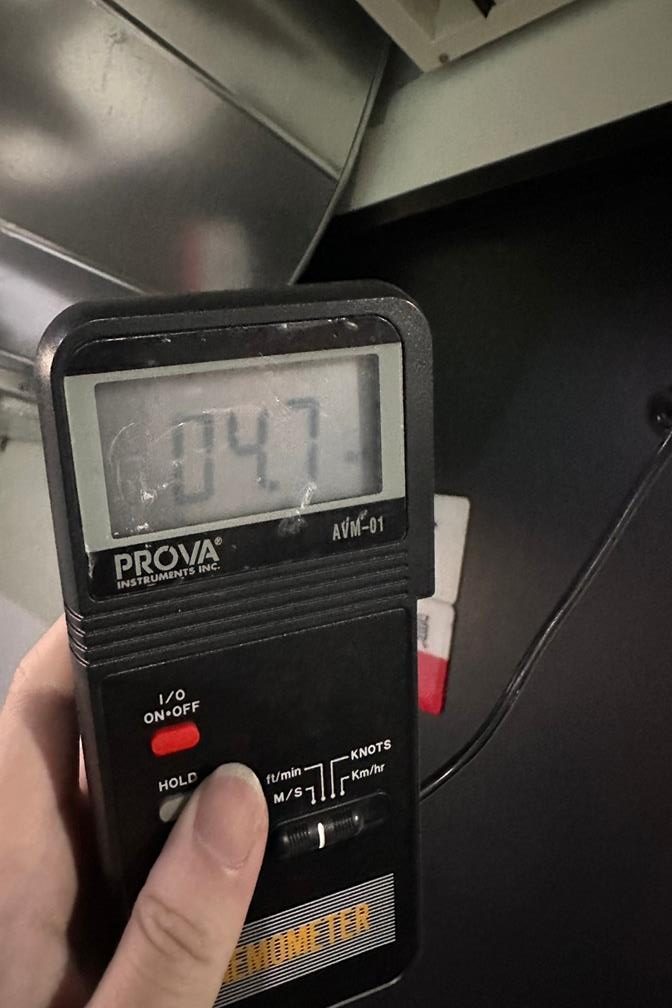 04.7
AVM-01
PROVA®
INSTRUMENTS INC.
I/O
ON•OFF
HOLD
ft/min
KNOTS
M/S
Km/hr
EMOMETER